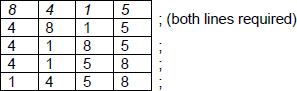 8 4 1 5
4 8 1 5 ; (both lines required)
4 1 8 5 ;
4 1 5 8 ;
1 4 5 8 ;